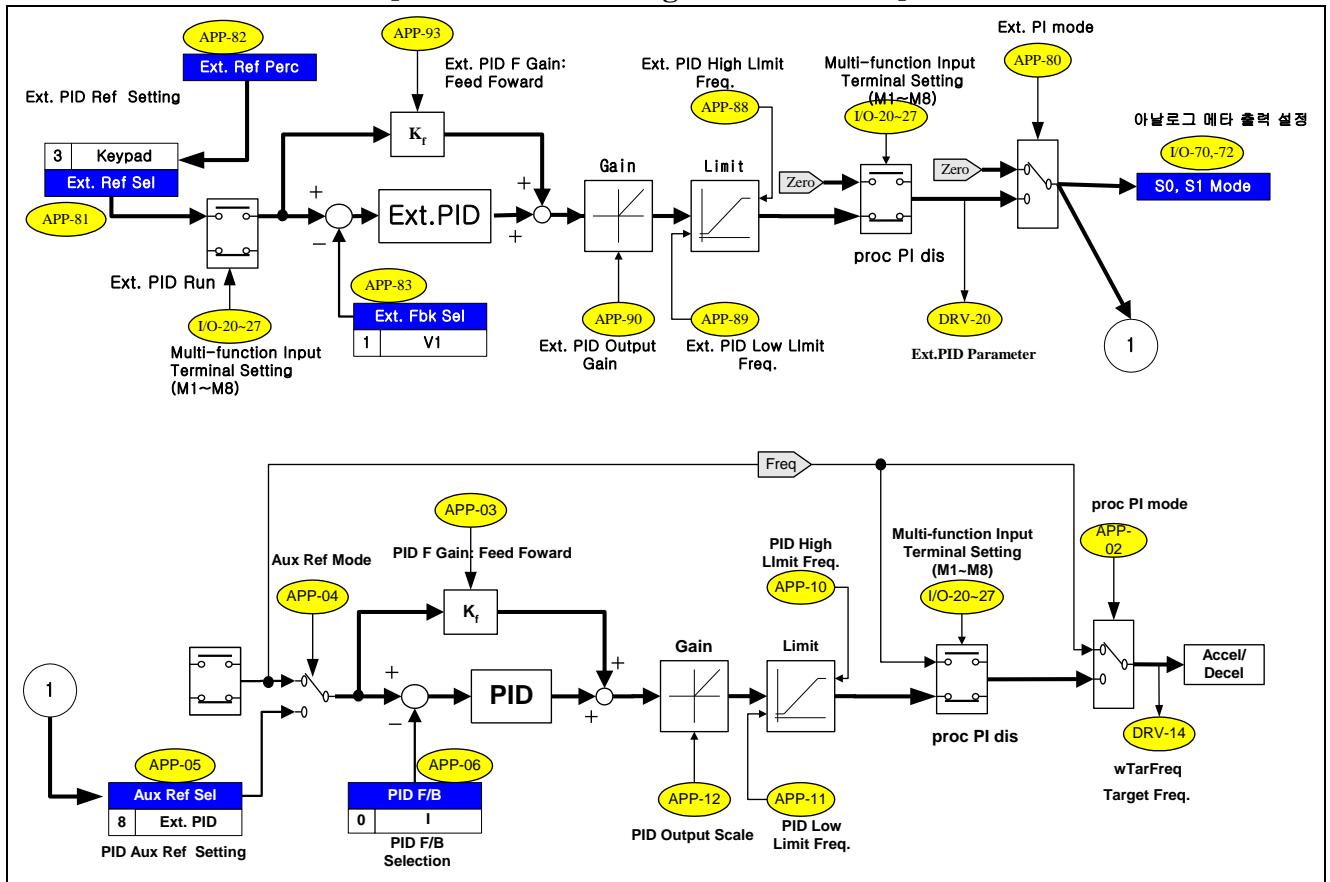 APP-82
Ext. Ref Perc
Ext. PID Ref Setting
3 Keypad
Ext. Ref Sel
APP-81
Ext. PID Run
I/O-20~27
Multi-function Input
Terminal Setting
(M1~M8)
APP-93
Ext. PID F Gain:
Feed Foward
Kf
+
−
Ext.PID
+
+
APP-83
Ext. Fbk Sel
1 V1
Gain
APP-90
Ext. PID Output
Gain
Ext. PID High LImit
Freq.
APP-88
Limit
APP-89
Ext. PID Low LImit
Freq.
Multi-function Input
Terminal Setting
(M1~M8)
I/O-20~27
Zero
proc PI dis
DRV-20
Ext.PID Parameter
Ext. PI mode
APP-80
Zero
아날로그 메타 출력 설정
I/O-70,-72
S0, S1 Mode
1
Freq
1
Aux Ref Mode
APP-04
APP-05
Aux Ref Sel
8 Ext. PID
PID Aux Ref Setting
APP-03
PID F Gain: Feed Foward
Kf
+
−
PID
+
+
APP-06
PID F/B
0 I
PID F/B
Selection
Gain
APP-12
PID Output Scale
PID High
LImit Freq.
APP-10
Limit
APP-11
PID Low
Limit Freq.
Multi-function Input
Terminal Setting
(M1~M8)
I/O-20~27
proc PI dis
proc PI mode
APP-
02
Accel/
Decel
DRV-14
wTarFreq
Target Freq.